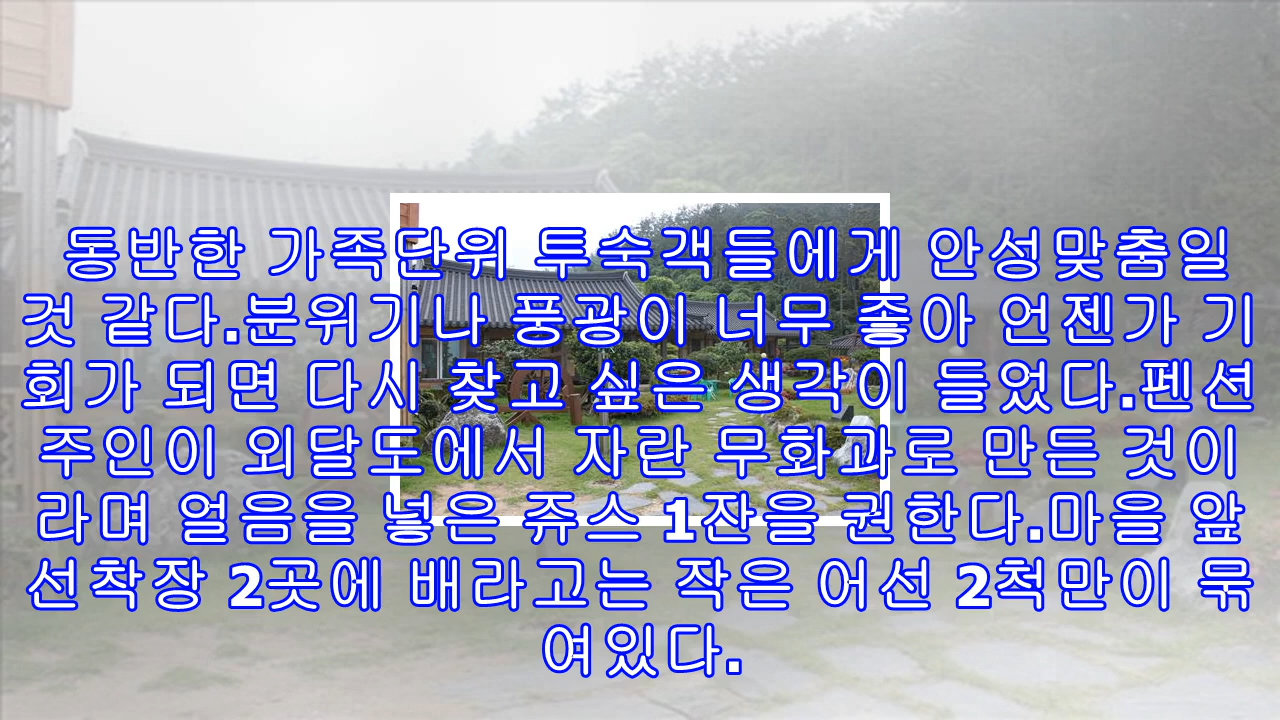 동반한 가족단위 투숙객들에게 안성맞춤일
것 같다.분위기나 풍광이 너무 좋아 언젠가 기
회가 되면 다시 찾고 싶은 생각이 들었다.펜션
주인이 외달도에서 자란 무화과로 만든 것이
라며 얼음을 넣은 쥬스 1잔을 권한다.마을 앞
선착장 2곳에 배라고는 작은 어선 2척만이 묶
여있다.